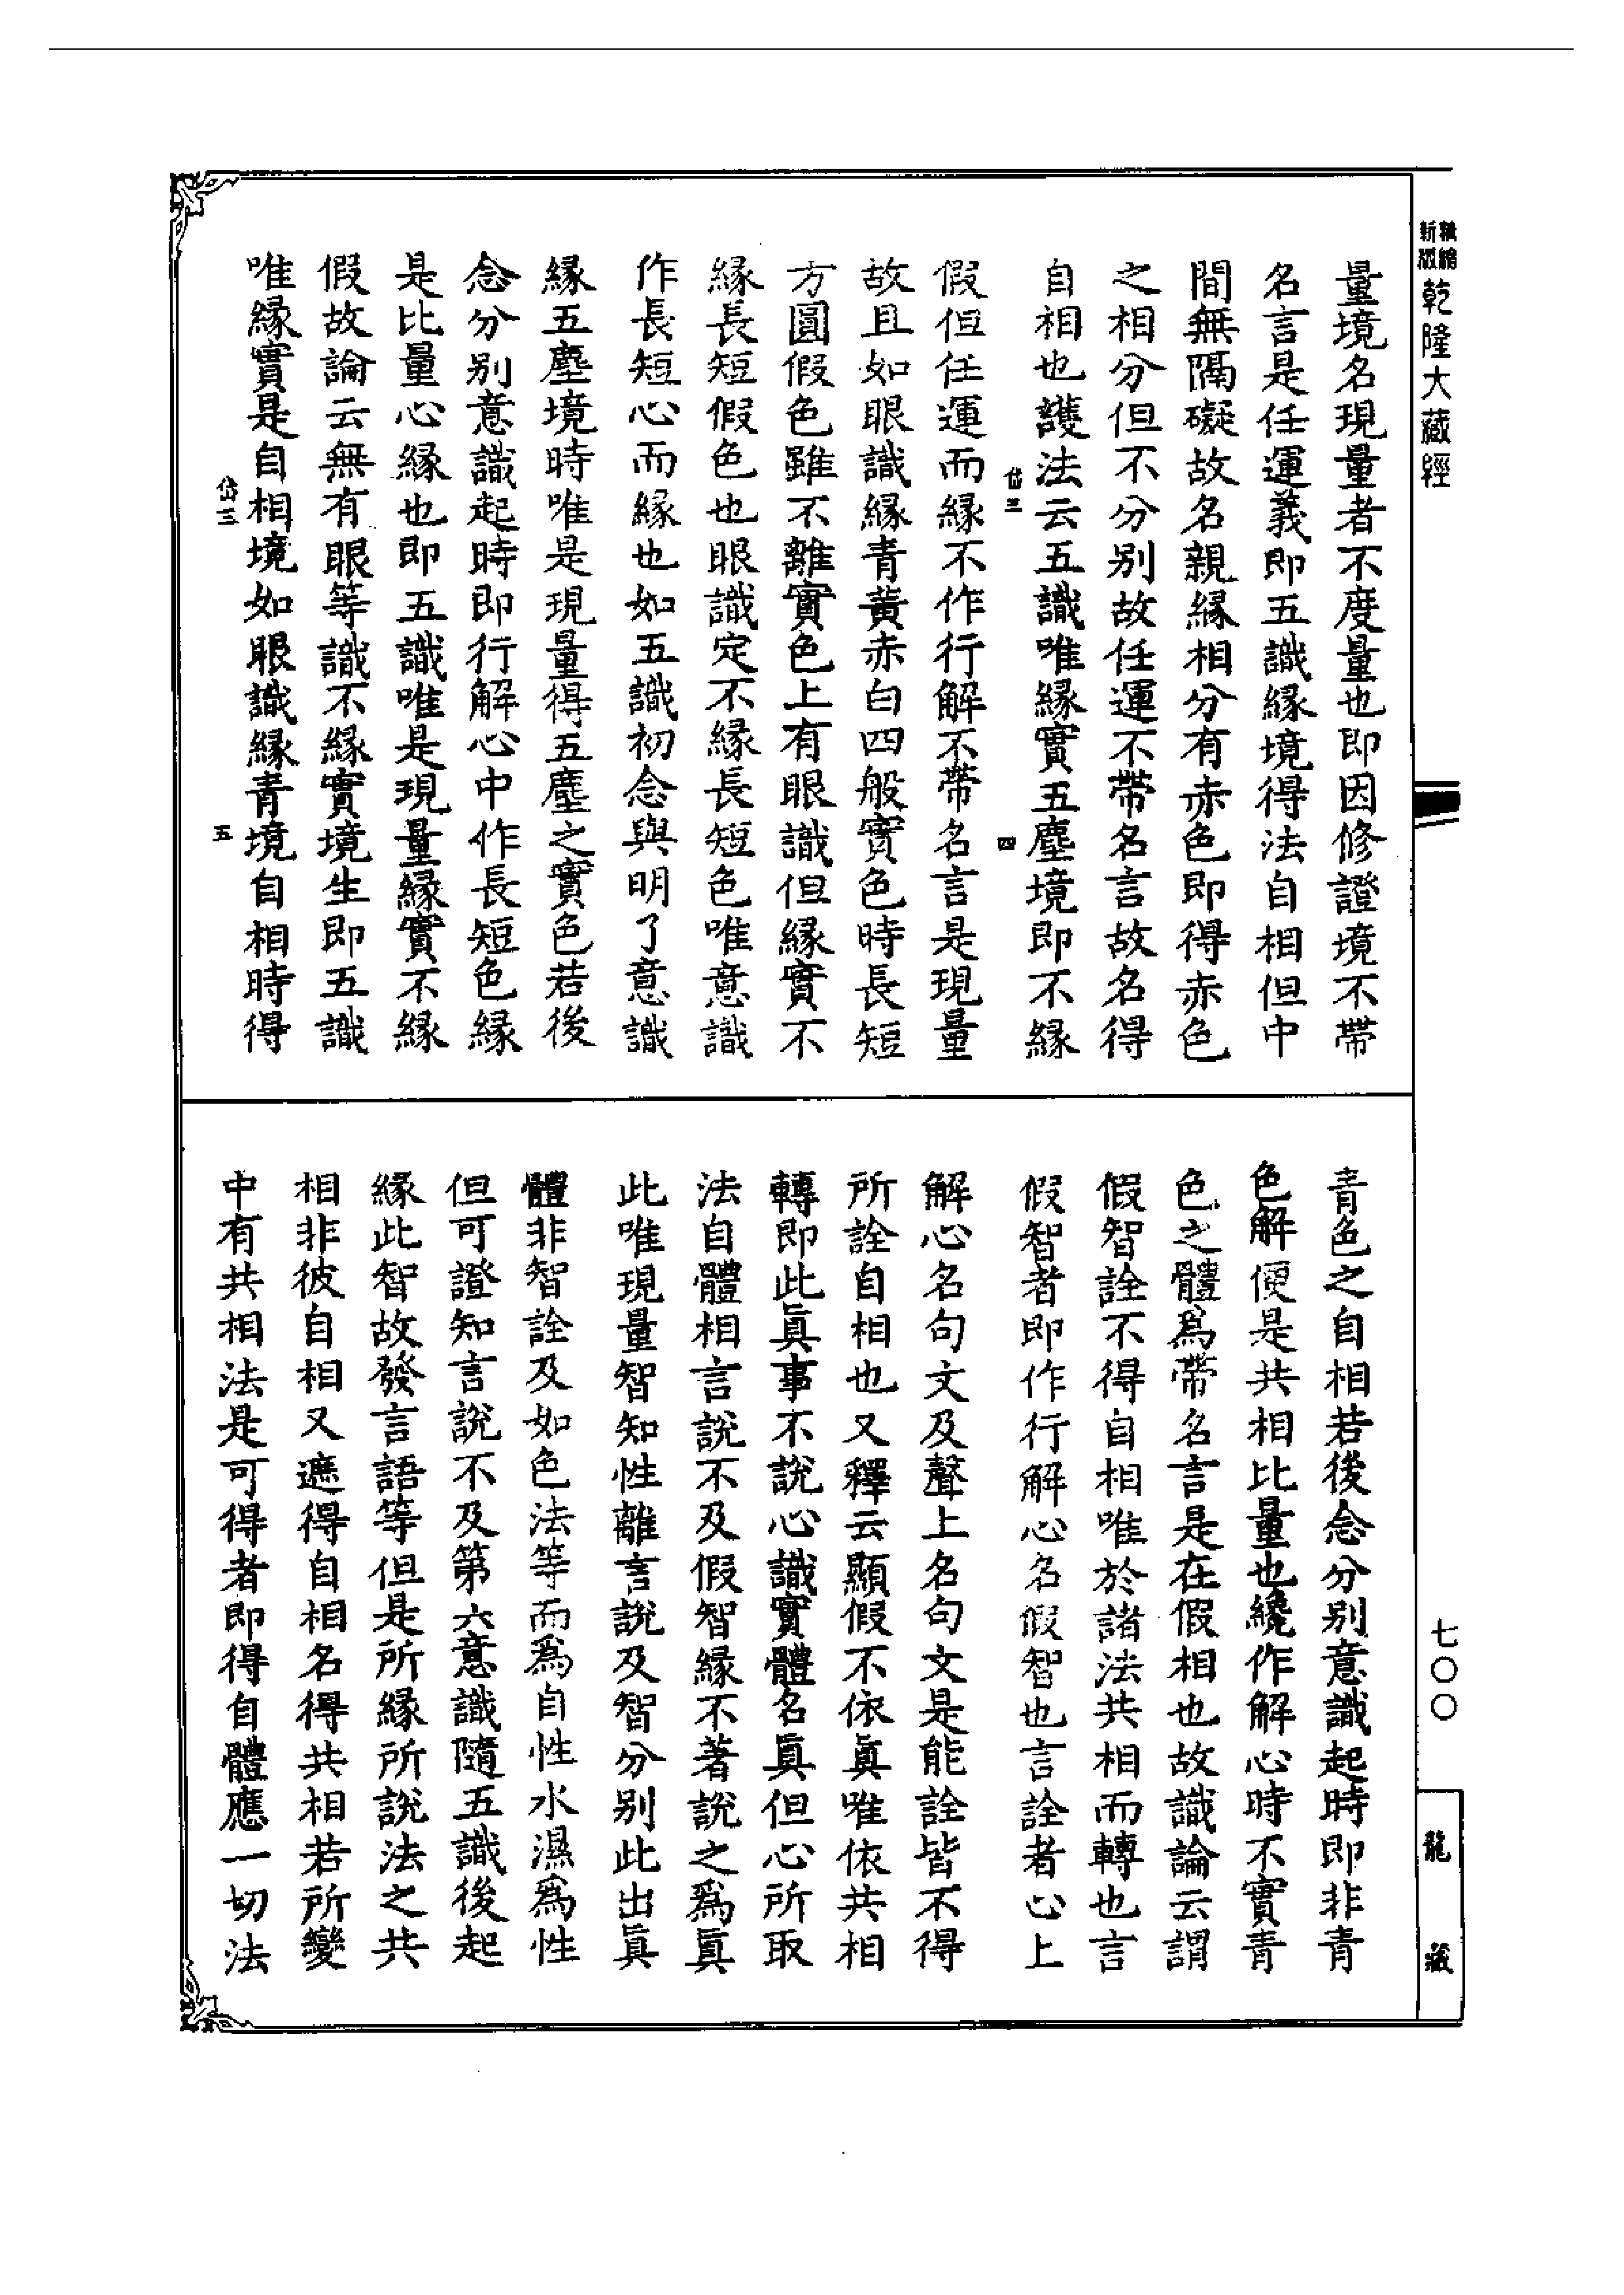 新版
乾隆大藏經
七〇〇
龍藏
量境名現量者不度量也即因修證境不帶
名言是任運義即五識緣境得法自相但中
間無隔礙故名親緣相分有赤色即得赤色
之相分但不分別故任運不帶名言故名得
自相也護法云五識唯緣實五塵境即不緣
假但任運而緣不作行解不帶名言是現量
故且如眼識緣青黃赤白四般實色時長短
方圓假色雖不離實色上有眼識但緣實不
緣長短假色也眼識定不緣長短色唯意識
作長短心而緣也如五識初念與明了意識
緣五塵境時唯是現量得五塵之實色若後
念分別意識起時即行解心中作長短色緣
是比量心緣也即五識唯是現量緣實不緣
假故論云無有眼等識不緣實境生即五識
唯緣實是自相境如眼識緣青境自相時得
岱三
四
岱三
五
青色之自相若後念分別意識起時即非青
色解便是共相比量也纔作解心時不實青
色之體為帶名言是在假相也故識論云謂
假智詮不得自相唯於諸法共相而轉也言
假智者即作行解心名假智也言詮者心上
解心名句文及聲上名句文是能詮皆不得
所詮自相也又釋云顯假不依真唯依共相
轉即此真事不說心識實體名真但心所取
法自體相言說不及假智緣不著說之為真
此唯現量智知性離言說及智分別此出真
體非智詮及如色法等而為自性水濕為性
但可證知言說不及第六意識隨五識後起
緣此智故發言語等但是所緣所說法之共
相非彼自相又遮得自相名得共相若所變
中有共相法是可得者即得自體應一切法